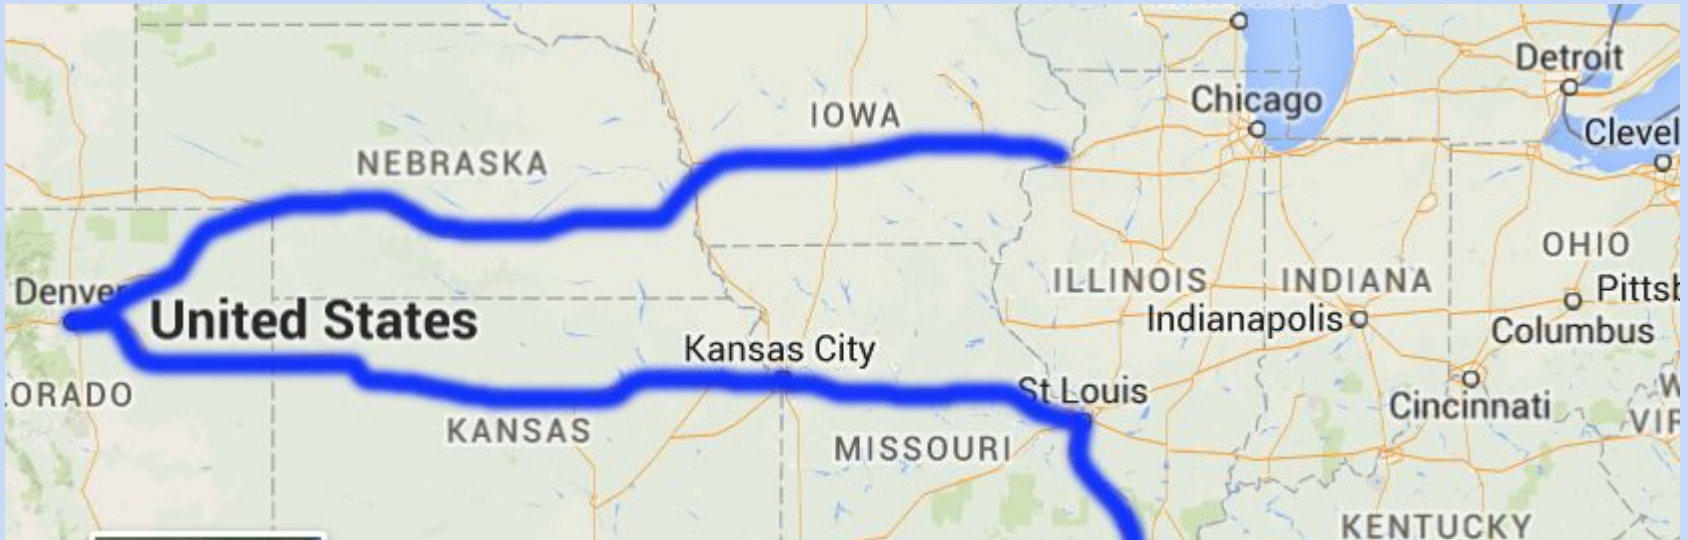 Detroit
Chicago
IOWA
Clevel
NEBRASKA
OHIO
ILLINOIS
INDIANA
Denver
Pittsb
United States
Indianapolis
Columbus
Kansas City
ORADO
St Louis
W
VIR
Cincinnati
KANSAS
MISSOURI
KENTUCKY